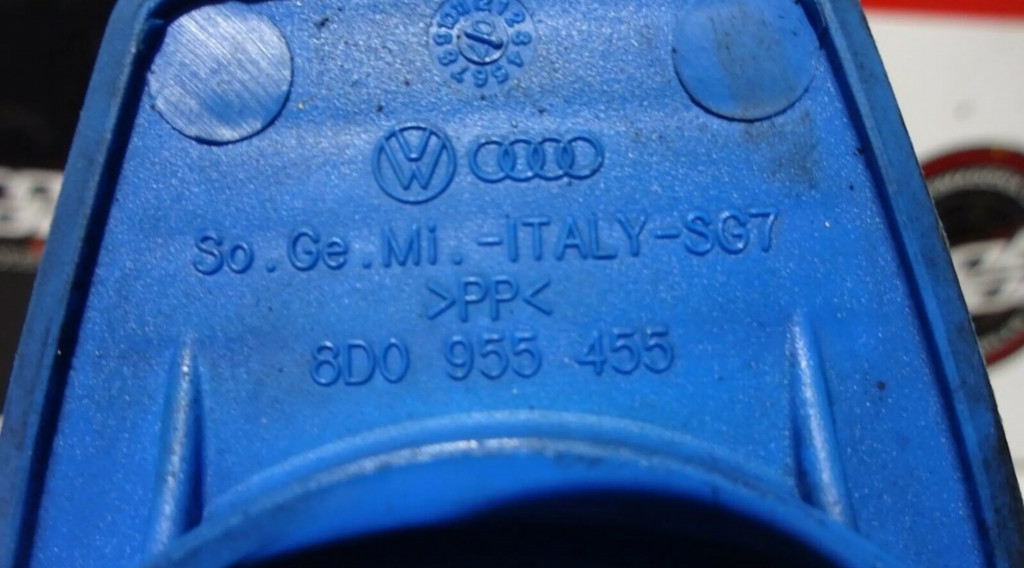 So.Ge.Mi.-ITALY-SG7
>PP<
8D0 955 455